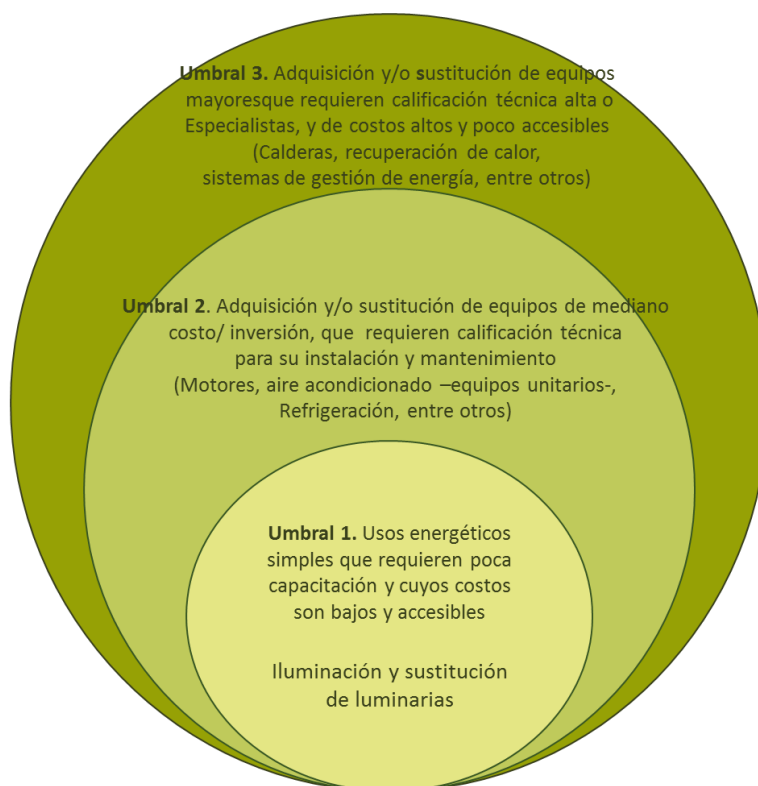 Umbral 3. Adquisición y/o sustitución de equipos
mayoresque requieren calificación técnica alta o
Especialistas, y de costos altos y poco accesibles
(Calderas, recuperación de calor,
sistemas de gestión de energía, entre otros)
Umbral 2. Adquisición y/o sustitución de equipos de mediano
costo/ inversión, que requieren calificación técnica
para su instalación y mantenimiento
(Motores, aire acondicionado –equipos unitarios-,
Refrigeración, entre otros)
Umbral 1. Usos energéticos
simples que requieren poca
capacitación y cuyos costos
son bajos y accesibles
Iluminación y sustitución
de luminarias